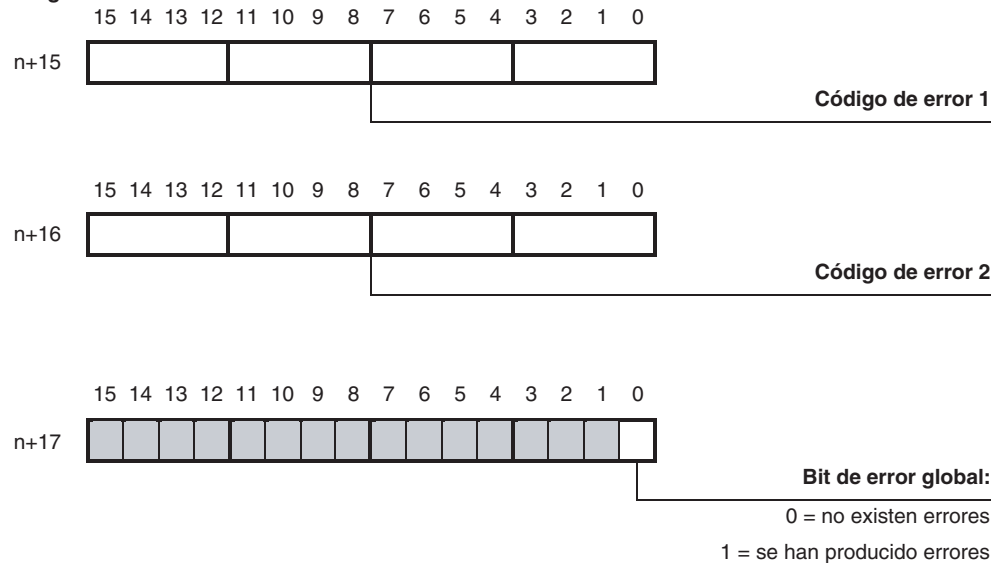 15 14 13 12 11 10 9 8 7 6 5 4 3 2 1 0
n+15
Código de error 1
15 14 13 12 11 10 9 8 7 6 5 4 3 2 1 0
n+16
Código de error 2
15 14 13 12 11 10 9 8 7 6 5 4 3 2 1 0
n+17
Bit de error global:
0 = no existen errores
1 = se han producido errores